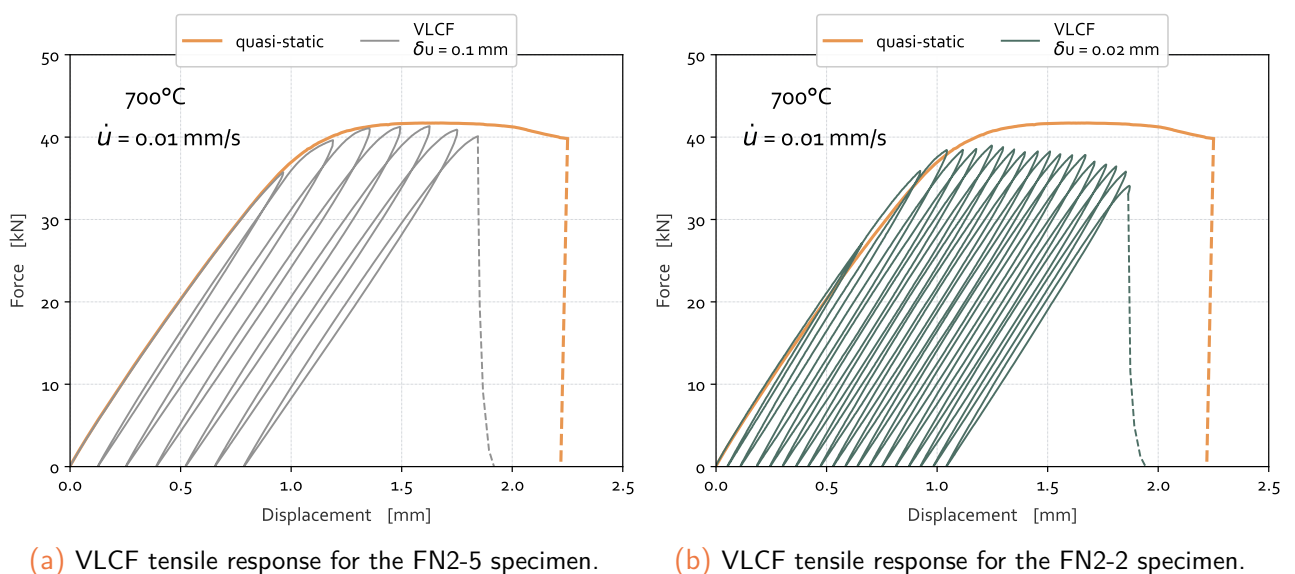 quasi-static
VLCF
δu = 0.1 mm
50
40
30
20
10
0
700°C
u̇ = 0.01 mm/s
Force [kN]
0.0 0.5 1.0 1.5 2.0 2.5
Displacement [mm]
(a) VLCF tensile response for the FN2-5 specimen.
quasi-static
VLCF
δu = 0.02 mm
50
40
30
20
10
0
700°C
u̇ = 0.01 mm/s
Force [kN]
0.0 0.5 1.0 1.5 2.0 2.5
Displacement [mm]
(b) VLCF tensile response for the FN2-2 specimen.